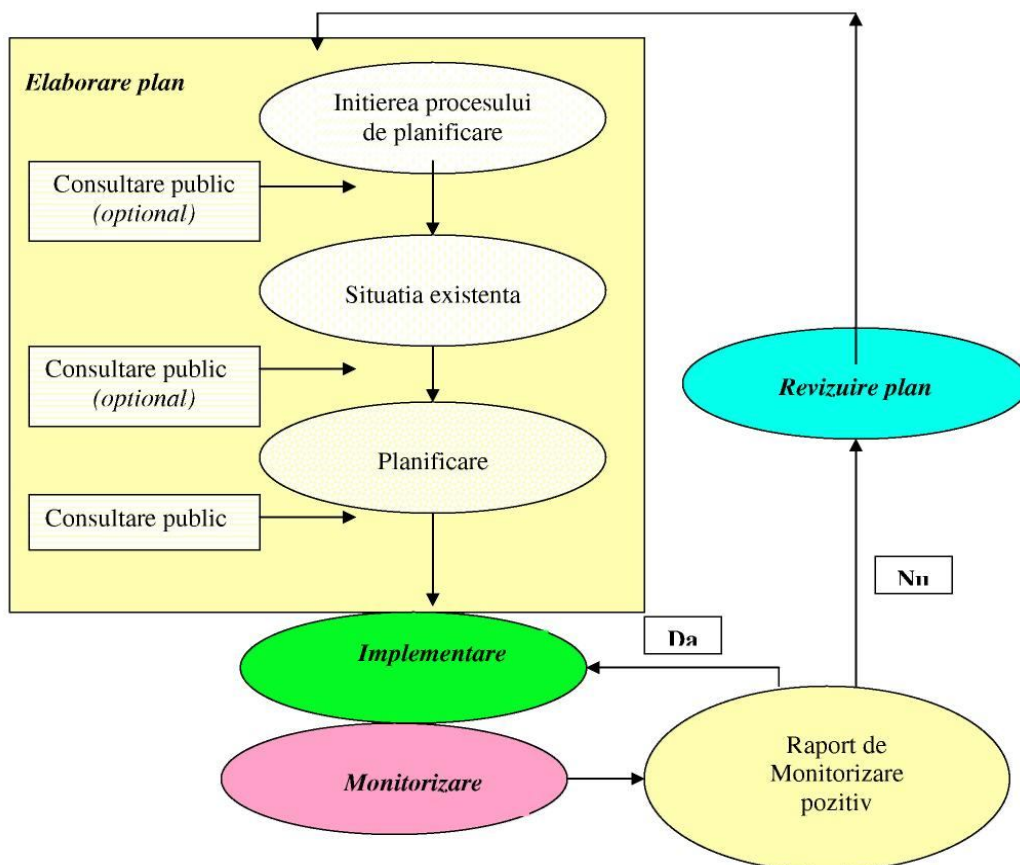 Elaborare plan
Initierea procesului
de planificare
Consultare public
(optional)
Situatia existenta
Consultare public
(optional)
Revizuire plan
Planificare
Consultare public
Nu
Da
Implementare
Raport de
Monitorizare
pozitiv
Monitorizare